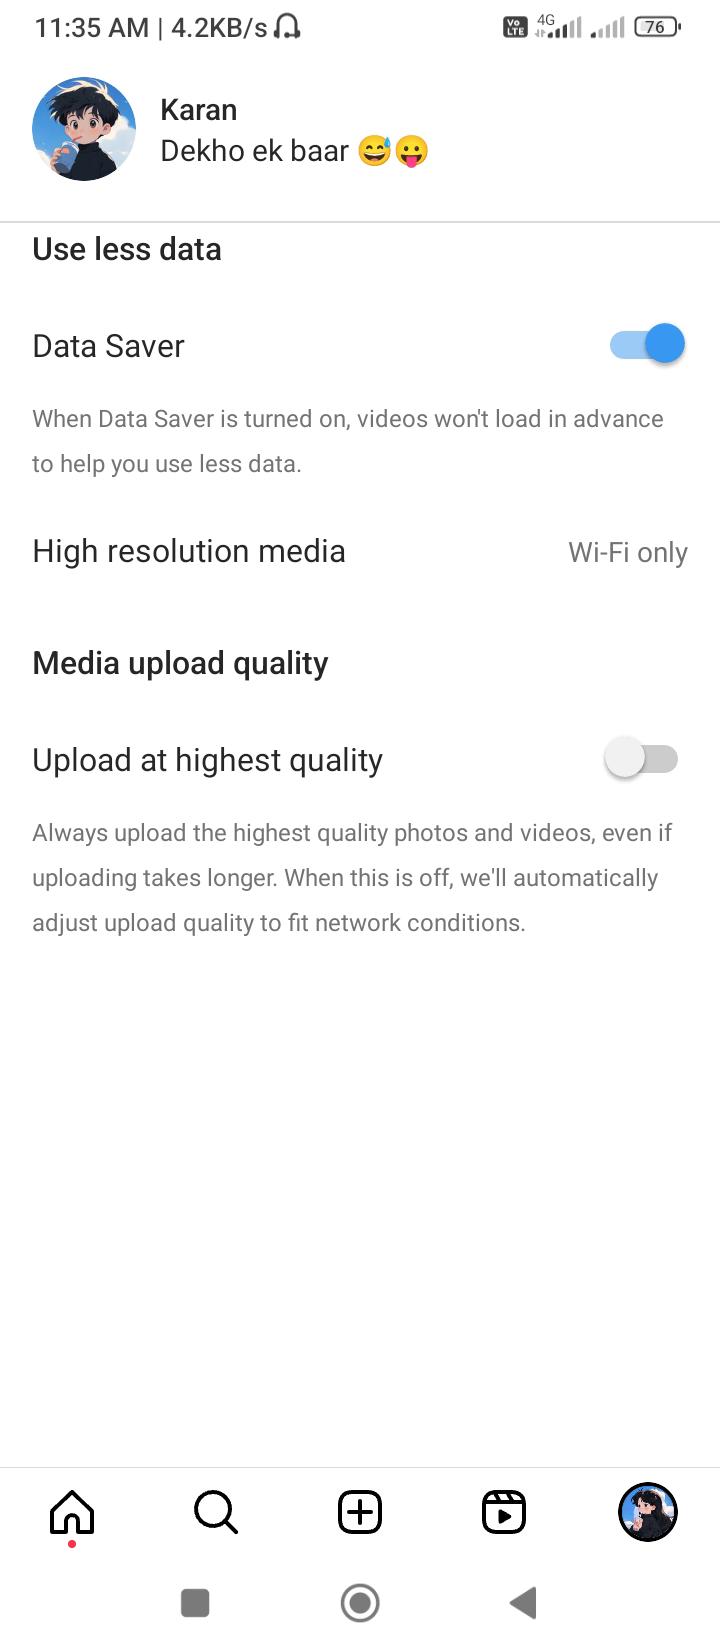 11:35 AM | 4.2KB/s
Vo LTE 4G 76
Karan
Dekho ek baar 😅😛
Use less data
Data Saver
When Data Saver is turned on, videos won't load in advance
to help you use less data.
High resolution media Wi-Fi only
Media upload quality
Upload at highest quality
Always upload the highest quality photos and videos, even if
uploading takes longer. When this is off, we'll automatically
adjust upload quality to fit network conditions.